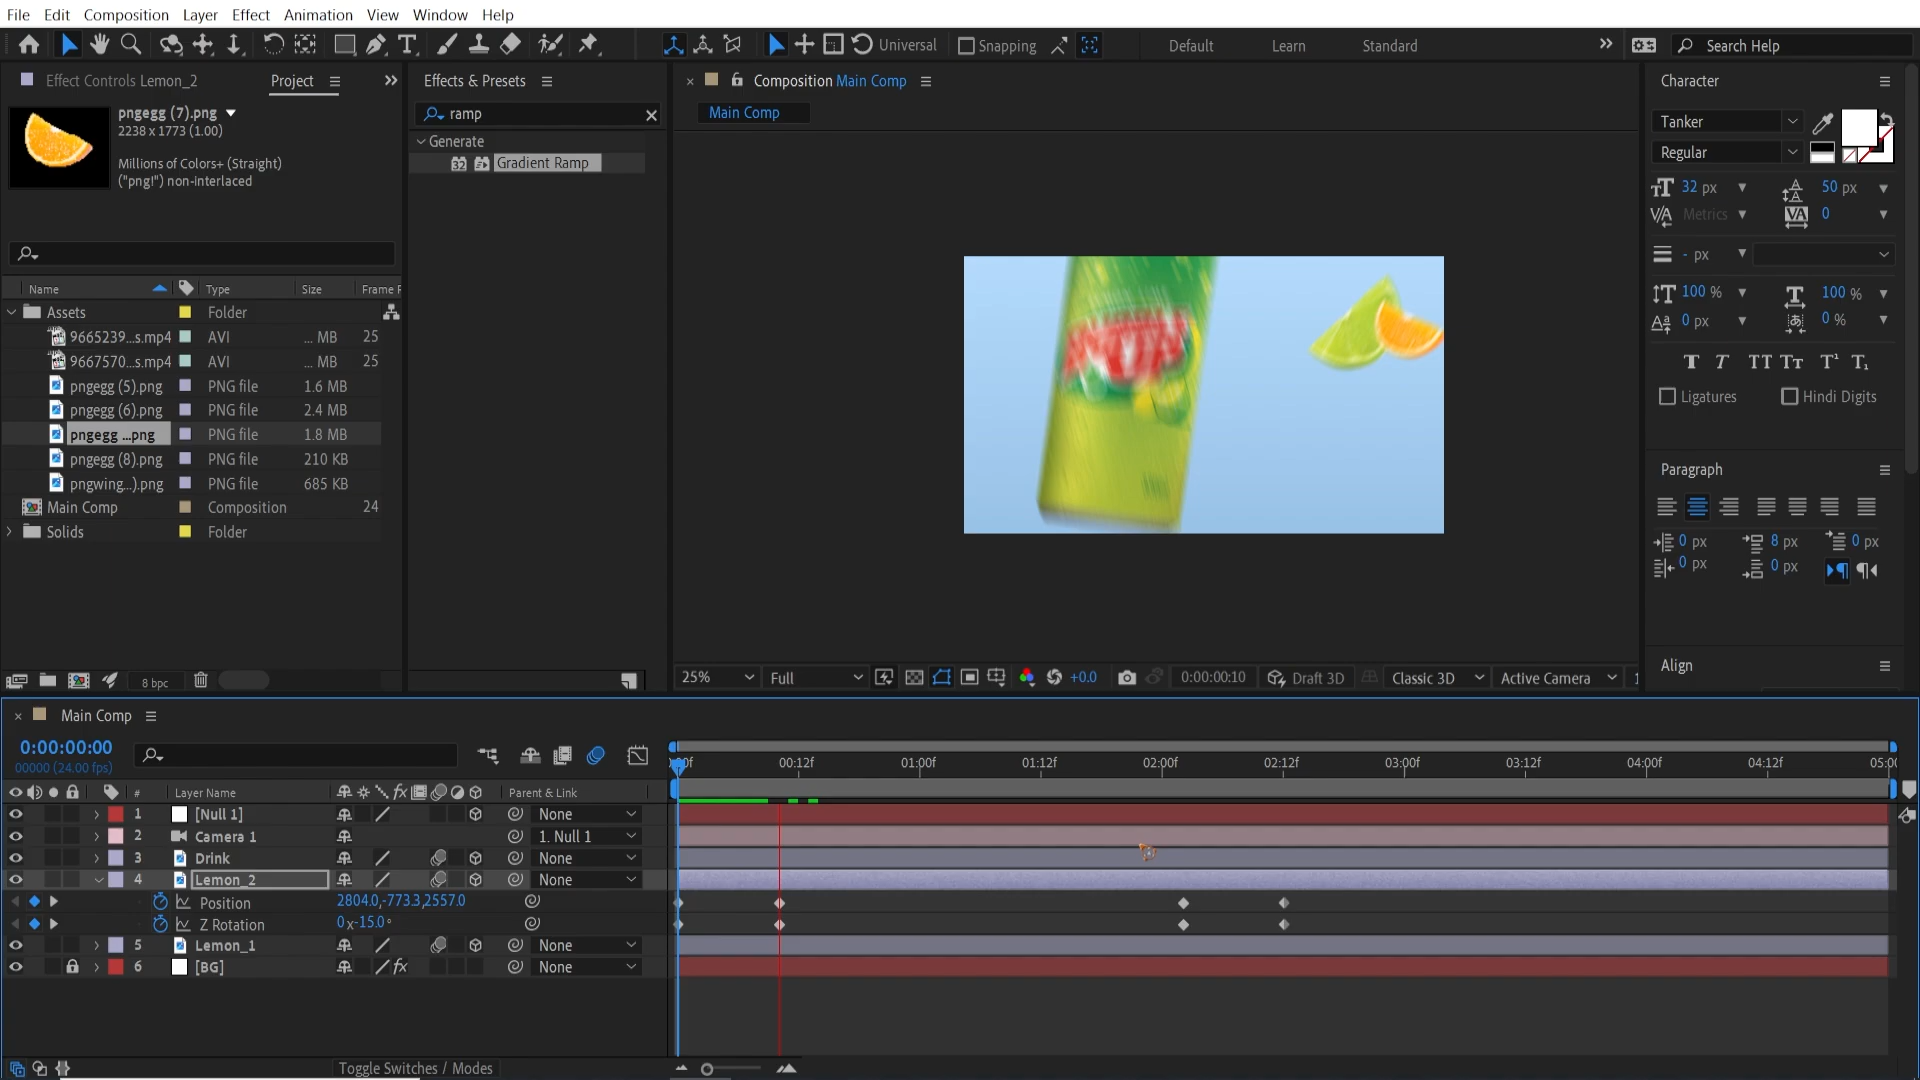 File Edit Composition Layer Effect Animation View Window Help
Universal Snapping Default Learn Standard Search Help
Effect Controls Lemon_2 Project
pngegg (7).png
2238 x 1773 (1.00)
Millions of Colors+ (Straight)
("png!") non-interlaced
Name Type Size Frame R
Assets Folder
9665239...s.mp4 AVI ... MB 25
9667570...s.mp4 AVI ... MB 25
pngegg (5).png PNG file 1.6 MB
pngegg (6).png PNG file 2.4 MB
pngegg ...png PNG file 1.8 MB
pngegg (8).png PNG file 210 KB
pngwing...).png PNG file 685 KB
Main Comp Composition 24
Solids Folder
8 bpc
Effects & Presets
ramp
Generate
32 Gradient Ramp
Composition Main Comp
Main Comp
25% Full +0.0 0:00:00:10 Draft 3D Classic 3D Active Camera 1
Character
Tanker
Regular
32 px 50 px
Metrics 0
- px
100 % 100 %
0 px 0 %
T T TT Tt T¹ T₁
Ligatures Hindi Digits
Paragraph
0 px 8 px 0 px
0 px 0 px
Align
Main Comp
0:00:00:00
00000 (24.00 fps)
# Layer Name Parent & Link
1 [Null 1] None
2 Camera 1 1. Null 1
3 Drink None
4 Lemon_2 None
Position 2804.0,-773.3,2557.0
Z Rotation 0x-15.0°
5 Lemon_1 None
6 [BG] None
Toggle Switches / Modes
00f 00:12f 01:00f 01:12f 02:00f 02:12f 03:00f 03:12f 04:00f 04:12f 05:00